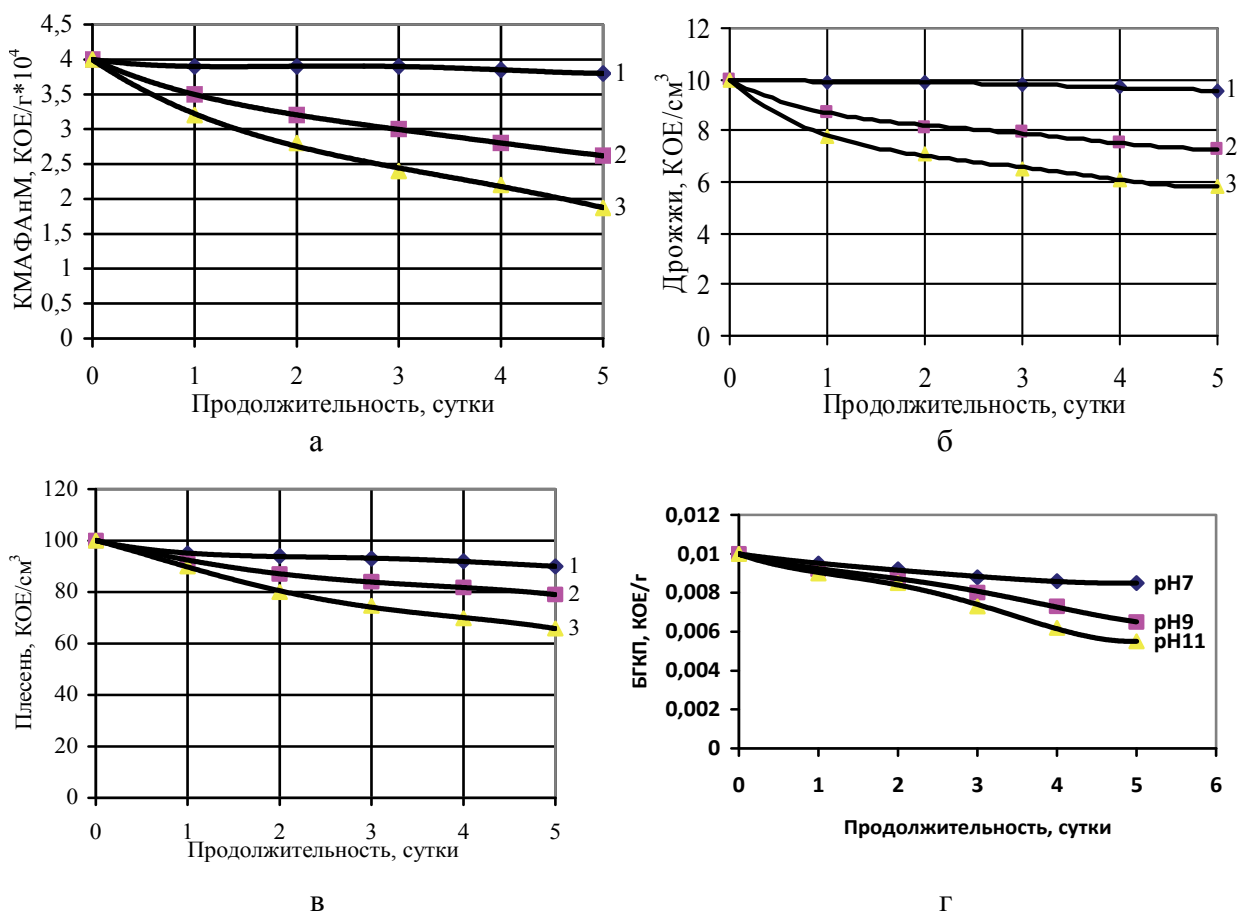 КМАФАнМ, КОЕ/г*10⁴
4,5
4
3,5
3
2,5
2
1,5
1
0,5
0
0 1 2 3 4 5
1
2
3
Продолжительность, сутки
а
Дрожжи, КОЕ/см³
12
10
8
6
4
2
0
0 1 2 3 4 5
1
2
3
Продолжительность, сутки
б
Плесень, КОЕ/см³
120
100
80
60
40
20
0
0 1 2 3 4 5
1
2
3
Продолжительность, сутки
в
БГКП, КОЕ/г
0,012
0,01
0,008
0,006
0,004
0,002
0
0 1 2 3 4 5 6
pH7
pH9
pH11
Продолжительность, сутки
г